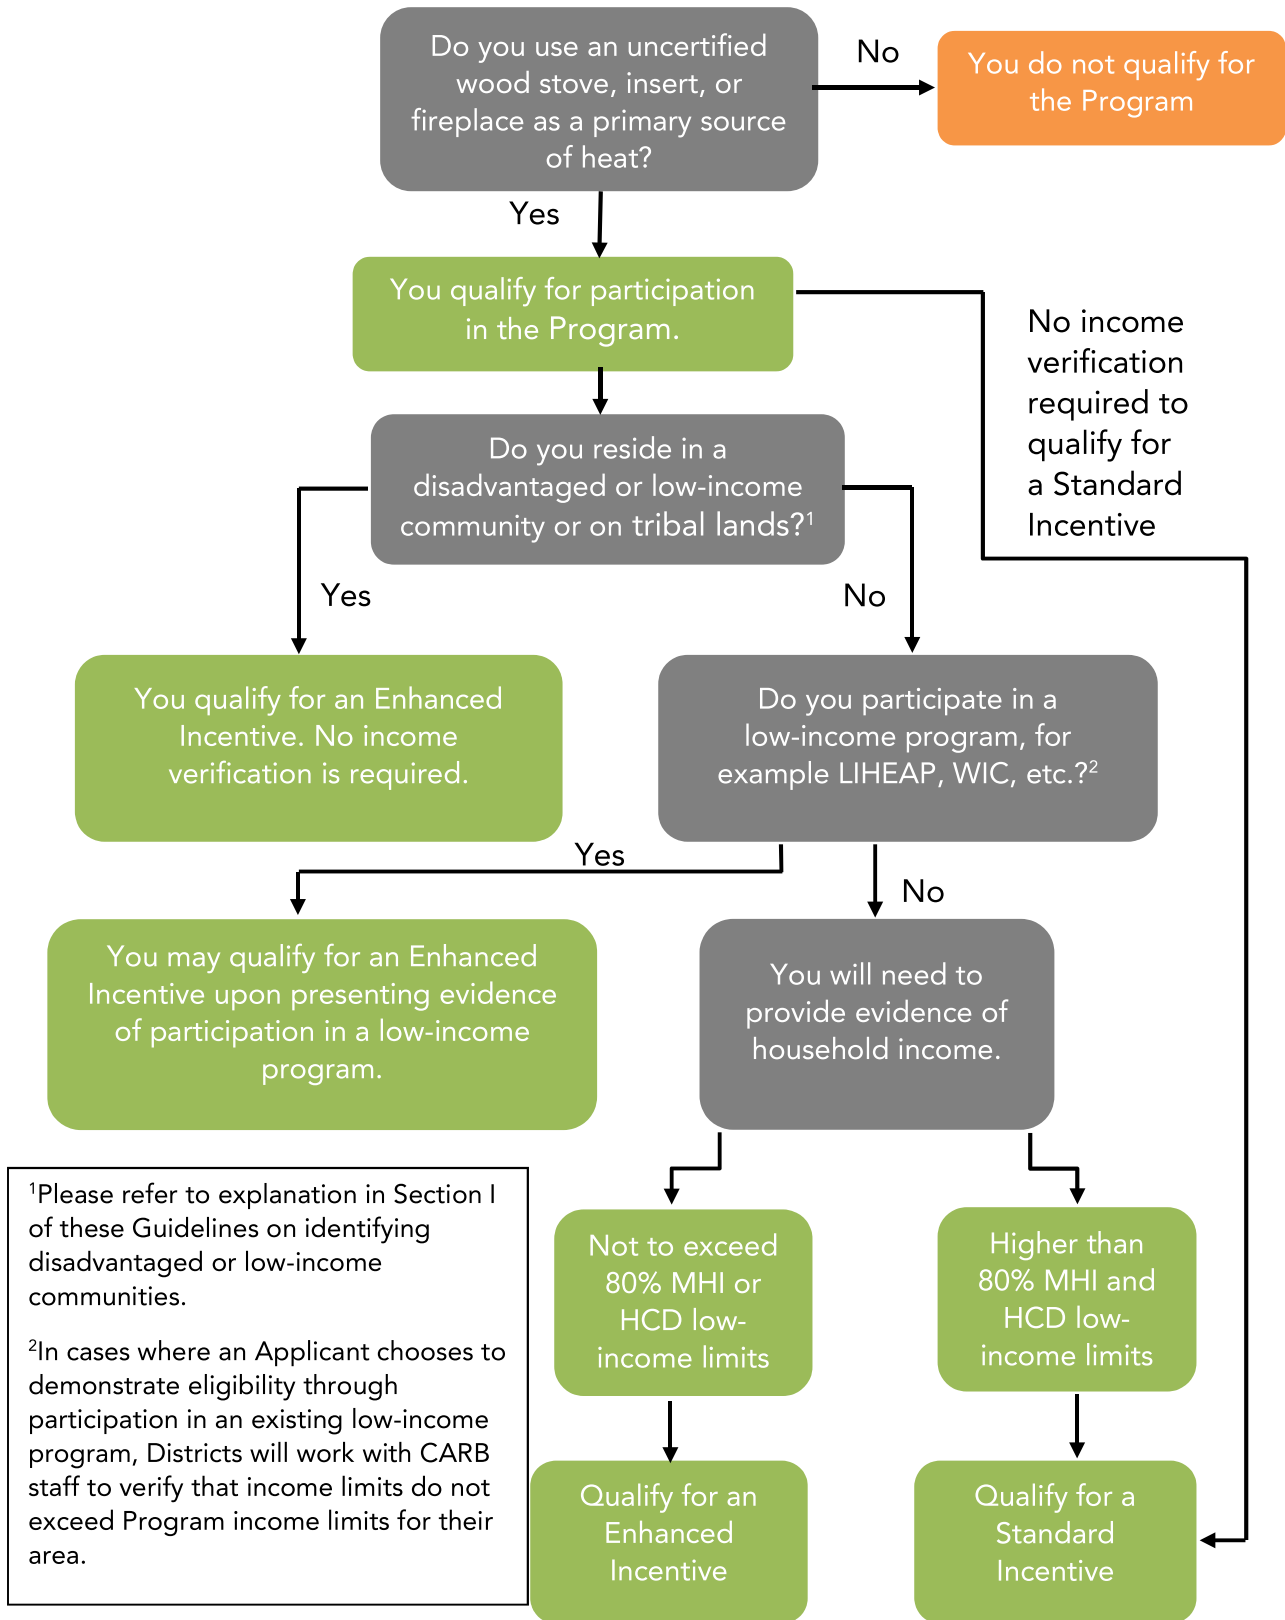 Do you use an uncertified
wood stove, insert, or
fireplace as a primary source
of heat?
No
You do not qualify for
the Program
Yes
You qualify for participation
in the Program.
No income
verification
required to
qualify for
a Standard
Incentive
Do you reside in a
disadvantaged or low-income
community or on tribal lands?¹
Yes
No
You qualify for an Enhanced
Incentive. No income
verification is required.
Do you participate in a
low-income program, for
example LIHEAP, WIC, etc.?²
Yes
No
You may qualify for an Enhanced
Incentive upon presenting evidence
of participation in a low-income
program.
You will need to
provide evidence of
household income.
¹Please refer to explanation in Section I
of these Guidelines on identifying
disadvantaged or low-income
communities.
²In cases where an Applicant chooses to
demonstrate eligibility through
participation in an existing low-income
program, Districts will work with CARB
staff to verify that income limits do not
exceed Program income limits for their
area.
Not to exceed
80% MHI or
HCD low-
income limits
Higher than
80% MHI and
HCD low-
income limits
Qualify for an
Enhanced
Incentive
Qualify for a
Standard
Incentive